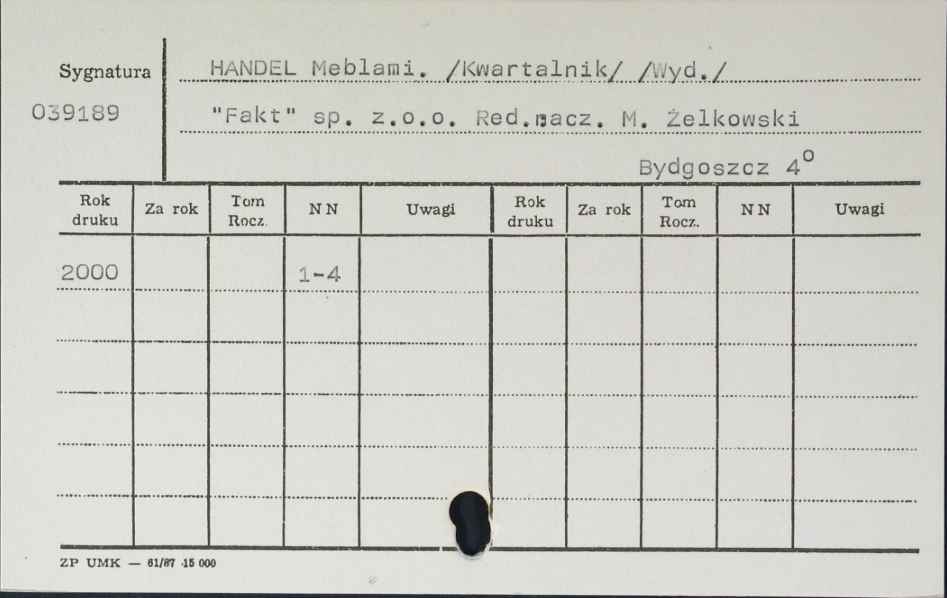 Sygnatura
HANDEL Meblami. /Kwartalnik/ /Wyd./
039189
"Fakt" sp. z.o.o. Red.nacz. M. Żelkowski
Bydgoszcz 4º
Rok druku Za rok Tom Rocz. NN Uwagi Rok druku Za rok Tom Rocz. NN Uwagi
2000 1-4
ZP UMK — 61/87 15 000